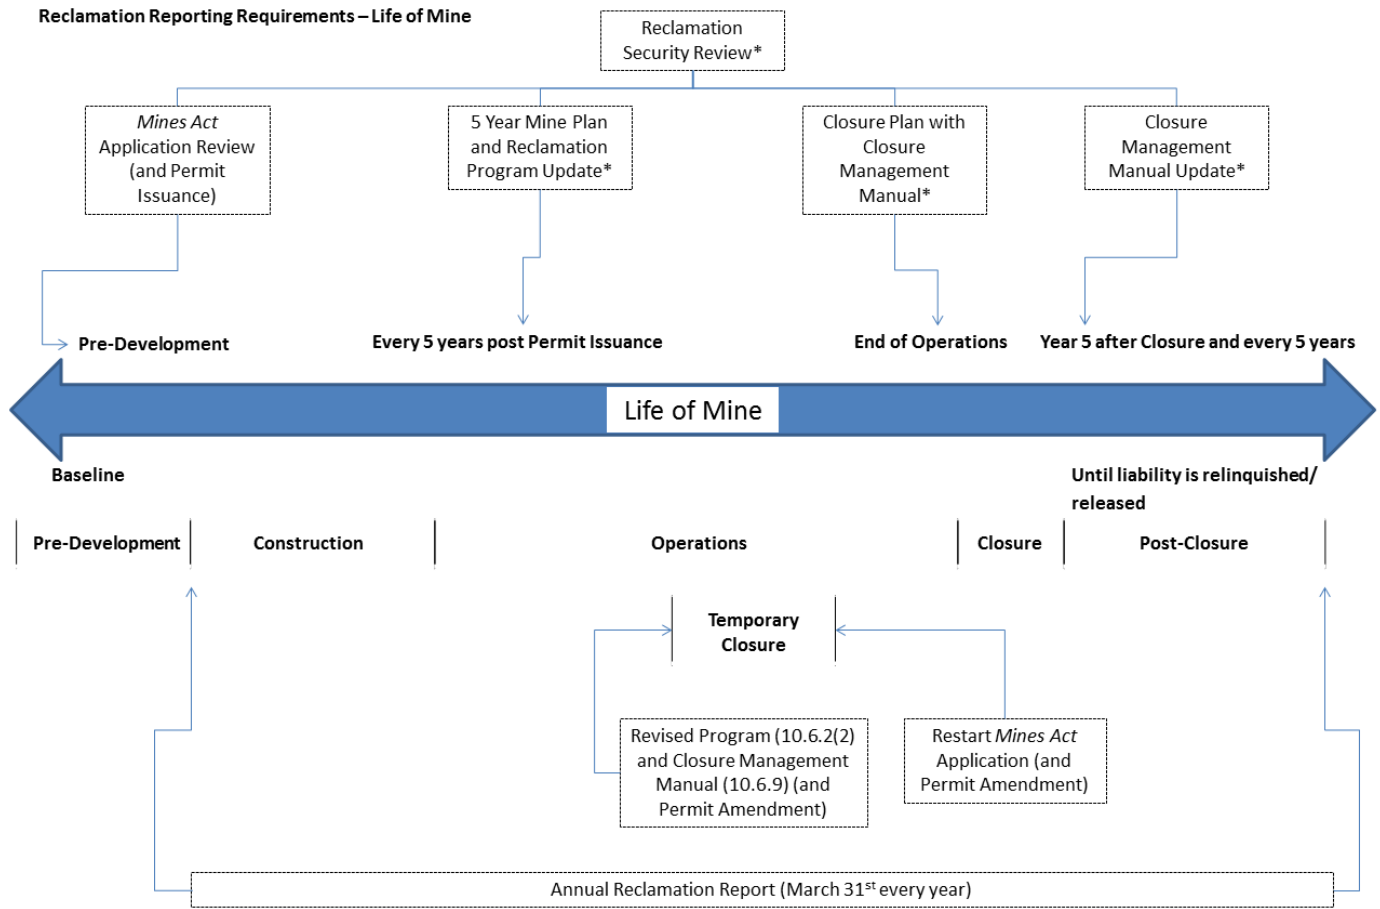 Reclamation Reporting Requirements – Life of Mine
Reclamation
Security Review*
Mines Act
Application Review
(and Permit
Issuance)
5 Year Mine Plan
and Reclamation
Program Update*
Closure Plan with
Closure
Management
Manual*
Closure
Management
Manual Update*
Pre-Development
Every 5 years post Permit Issuance
End of Operations
Year 5 after Closure and every 5 years
Life of Mine
Baseline
Until liability is relinquished/
released
Pre-Development
Construction
Operations
Closure
Post-Closure
Temporary
Closure
Revised Program (10.6.2(2)
and Closure Management
Manual (10.6.9) (and
Permit Amendment)
Restart Mines Act
Application (and
Permit Amendment)
Annual Reclamation Report (March 31st every year)